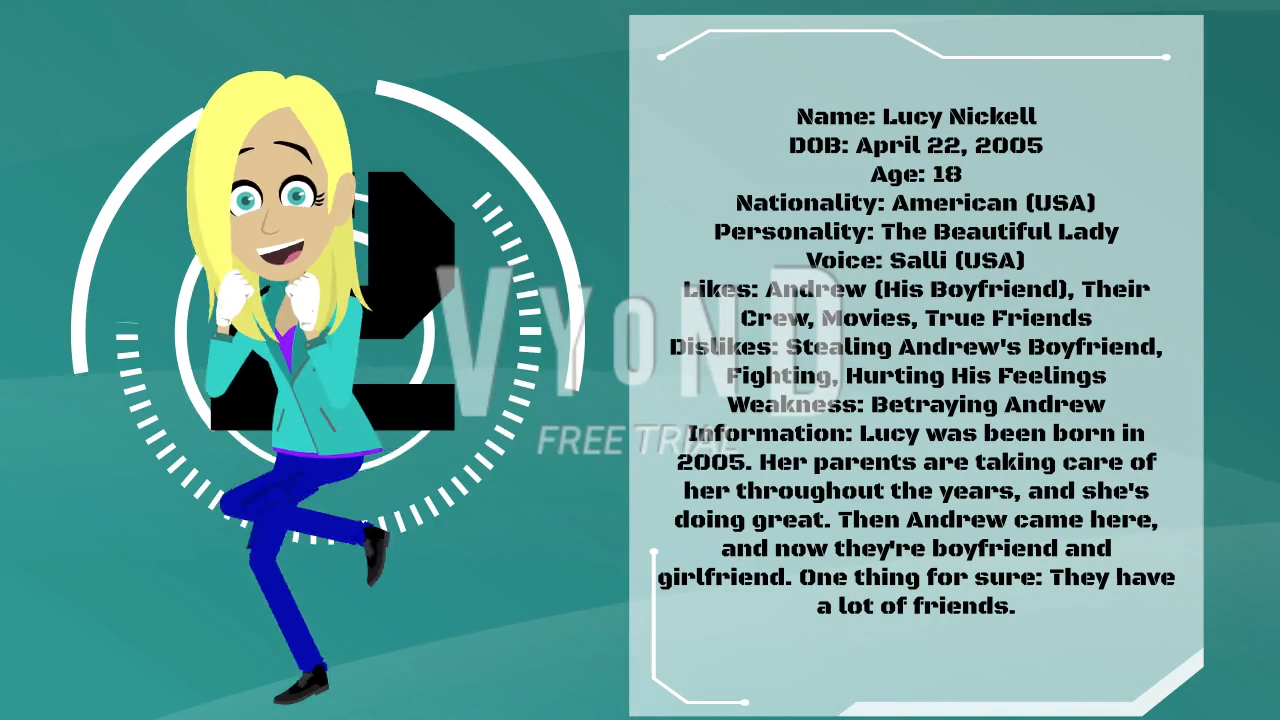 Name: Lucy Nickell
DOB: April 22, 2005
Age: 18
Nationality: American (USA)
Personality: The Beautiful Lady
Voice: Salli (USA)
Likes: Andrew (His Boyfriend), Their
Crew, Movies, True Friends
Dislikes: Stealing Andrew's Boyfriend,
Fighting, Hurting His Feelings
Weakness: Betraying Andrew
Information: Lucy was been born in
2005. Her parents are taking care of
her throughout the years, and she's
doing great. Then Andrew came here,
and now they're boyfriend and
girlfriend. One thing for sure: They have
a lot of friends.
2
VYOND
FREE TRIAL